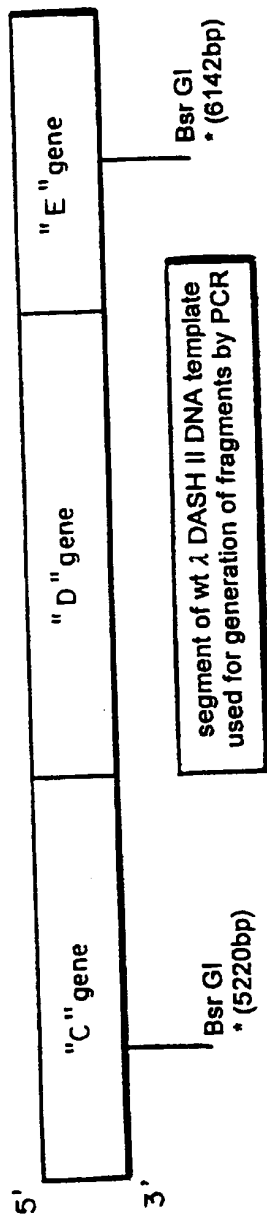 5'
3'
"C" gene
"D" gene
"E" gene
Bsr GI
* (5220bp)
Bsr GI
* (6142bp)
segment of wt λ DASH II DNA template
used for generation of fragments by PCR